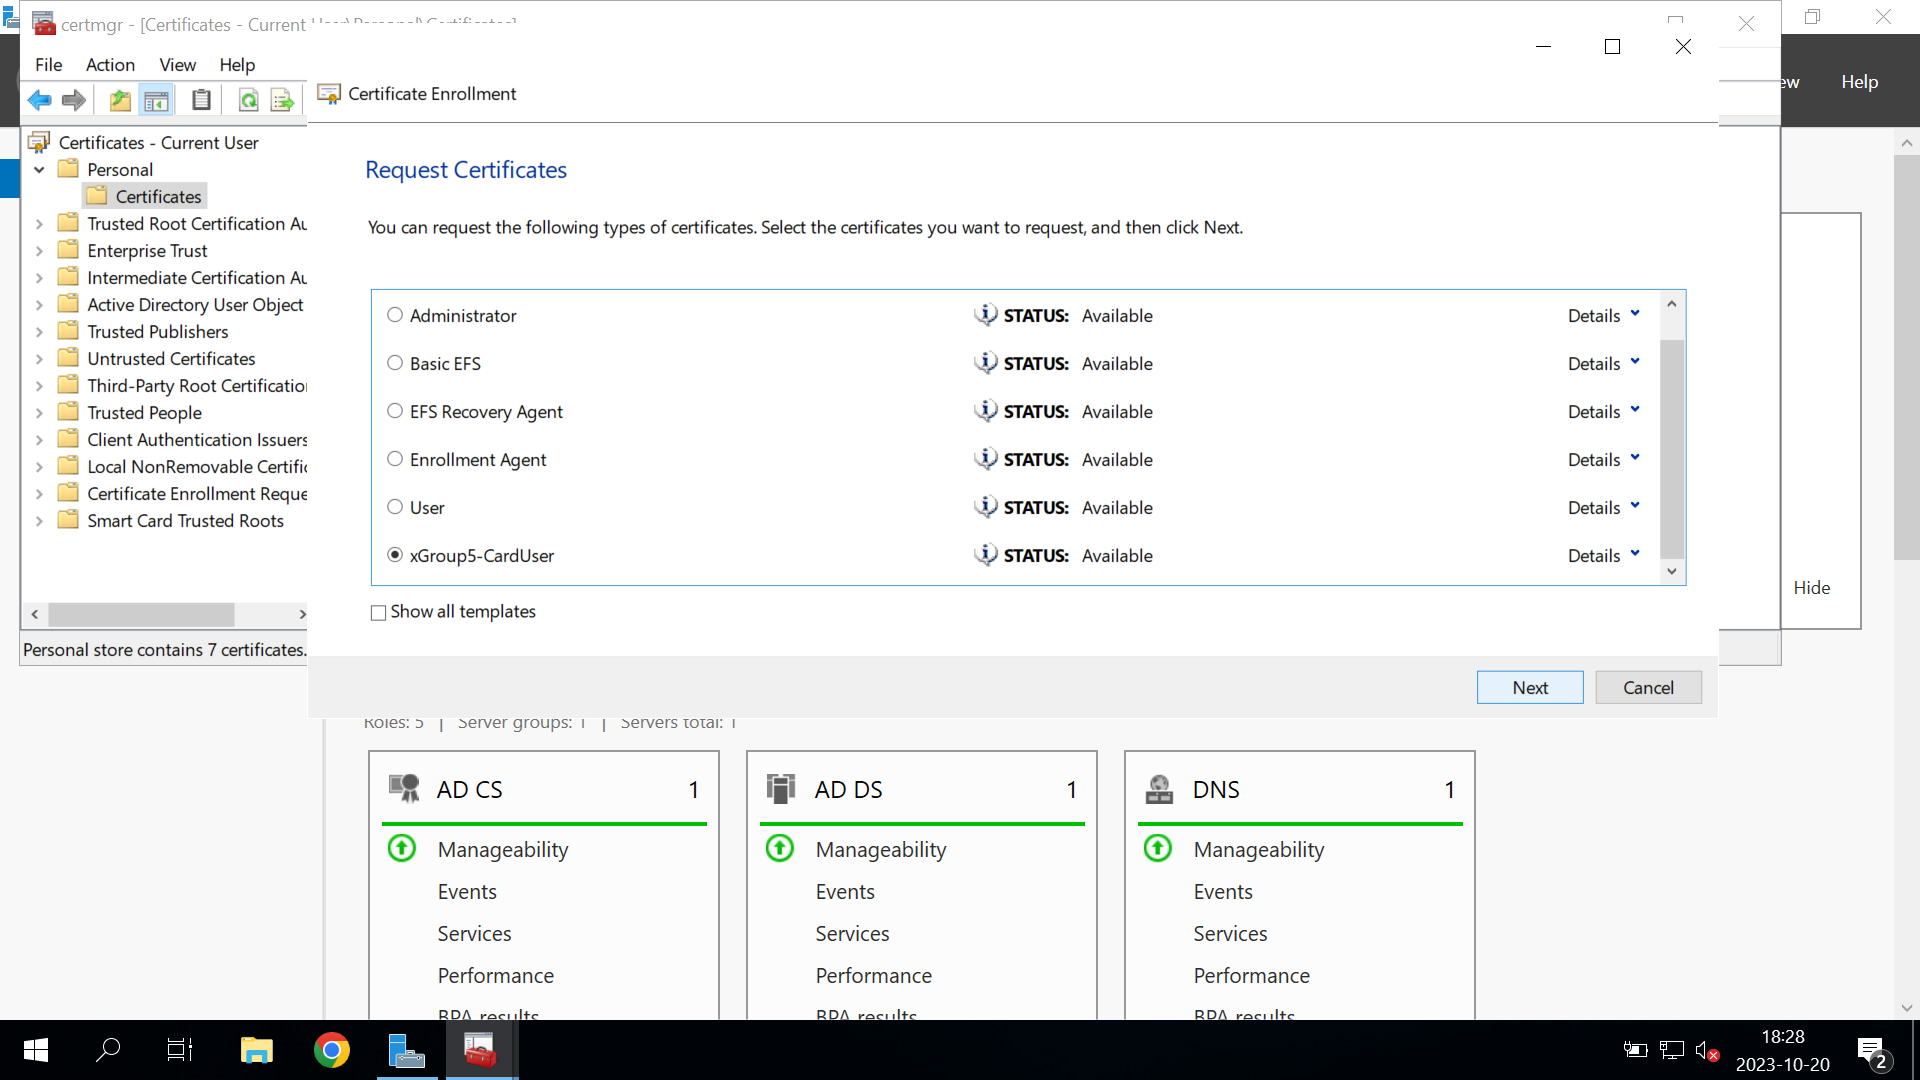 certmgr - [Certificates - Current User\Personal\Certificates]
File Action View Help
ew Help
Certificate Enrollment
Certificates - Current User
Personal
Certificates
Trusted Root Certification Au
Enterprise Trust
Intermediate Certification Au
Active Directory User Object
Trusted Publishers
Untrusted Certificates
Third-Party Root Certification
Trusted People
Client Authentication Issuers
Local NonRemovable Certific
Certificate Enrollment Reque
Smart Card Trusted Roots
Personal store contains 7 certificates.
Request Certificates
You can request the following types of certificates. Select the certificates you want to request, and then click Next.
Administrator STATUS: Available Details
Basic EFS STATUS: Available Details
EFS Recovery Agent STATUS: Available Details
Enrollment Agent STATUS: Available Details
User STATUS: Available Details
xGroup5-CardUser STATUS: Available Details
Show all templates
Next Cancel
Hide
Roles: 5 | Server groups: 1 | Servers total: 1
AD CS 1
Manageability
Events
Services
Performance
BPA results
AD DS 1
Manageability
Events
Services
Performance
BPA results
DNS 1
Manageability
Events
Services
Performance
BPA results
18:28
2023-10-20
2